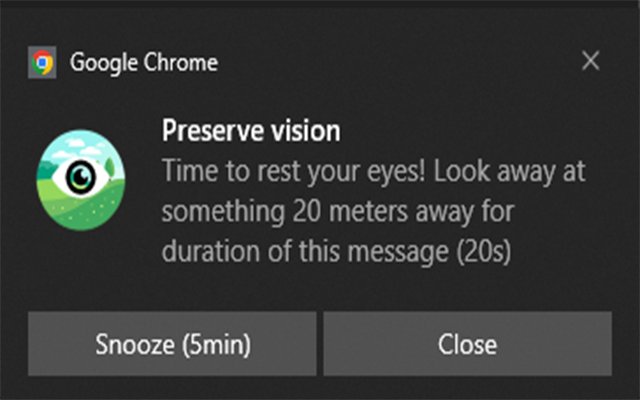 Google Chrome
Preserve vision
Time to rest your eyes! Look away at
something 20 meters away for
duration of this message (20s)
Snooze (5min)
Close